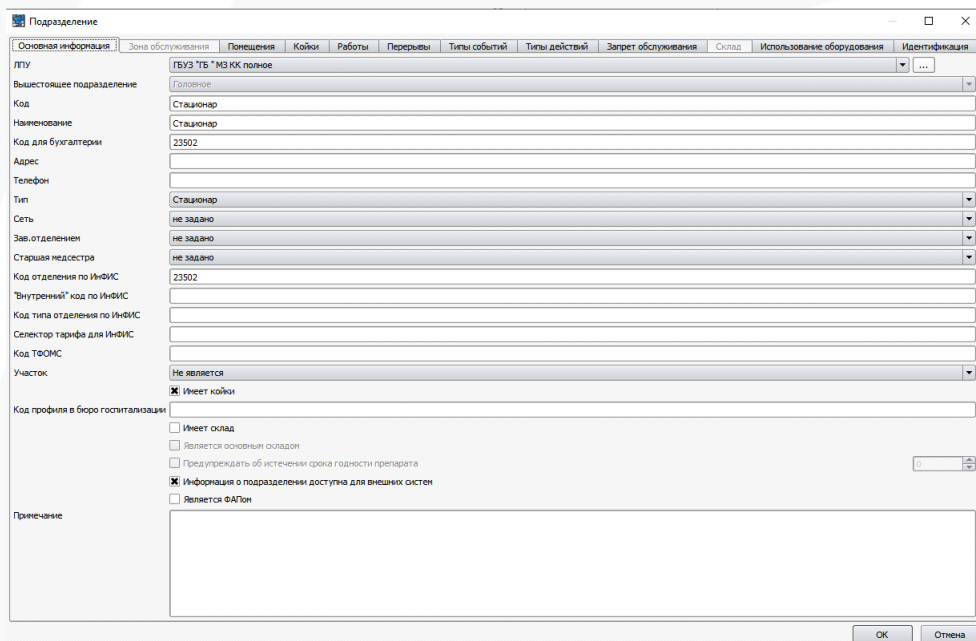 Подразделение
Основная информация Зона обслуживания Помещения Койки Работы Перерывы Типы событий Типы действий Запрет обслуживания Склад Использование оборудования Идентификация
ЛПУ ГБУЗ "ГБ " МЗ КК полное ...
Вышестоящее подразделение Головное
Код Стационар
Наименование Стационар
Код для бухгалтерии 23502
Адрес
Телефон
Тип Стационар
Сеть не задано
Зав.отделением не задано
Старшая медсестра не задано
Код отделения по ИнФИС 23502
"Внутренний" код по ИнФИС
Код типа отделения по ИнФИС
Селектор тарифа для ИнФИС
Код ТФОМС
Участок Не является
Имеет койки
Код профиля в бюро госпитализации
Имеет склад
Является основным складом
Предупреждать об истечении срока годности препарата 0
Информация о подразделении доступна для внешних систем
Является ФАПом
Примечание
ОК Отмена